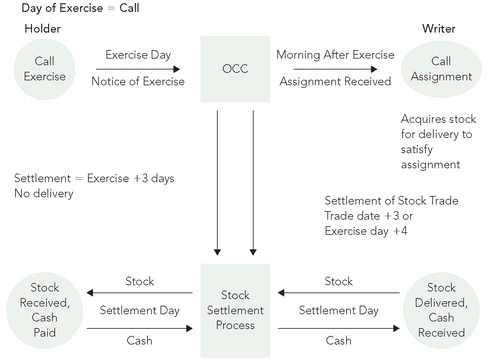 Day of Exercise = Call
Holder
Writer
Call
Exercise
Exercise Day
Notice of Exercise
OCC
Morning After Exercise
Assignment Received
Call
Assignment
Acquires stock
for delivery to
satisfy
assignment
Settlement = Exercise +3 days
No delivery
Settlement of Stock Trade
Trade date +3 or
Exercise day +4
Stock
Received,
Cash
Paid
Stock
Settlement Day
Cash
Stock
Settlement
Process
Stock
Settlement Day
Cash
Stock
Delivered,
Cash
Received